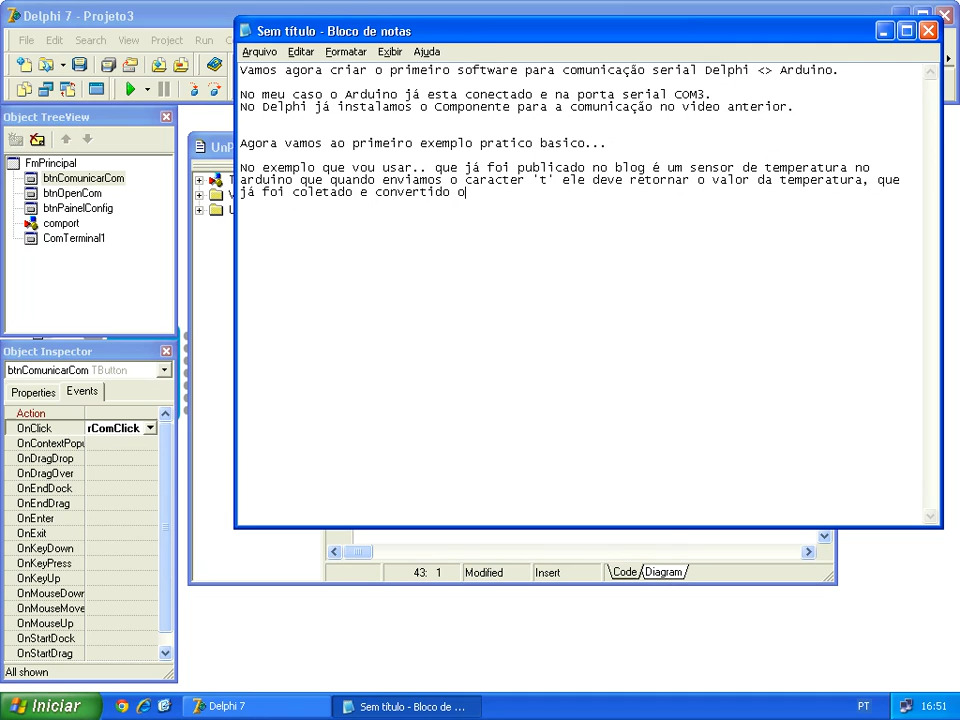 Delphi 7 - Projeto3
File Edit Search View Project Run
Object TreeView
FmPrincipal
btnComunicarCom
btnOpenCom
btnPainelConfig
comport
ComTerminal1
Object Inspector
btnComunicarCom TButton
Properties Events
Action
OnClick rComClick
OnContextPopu
OnDragDrop
OnDragOver
OnEndDock
OnEndDrag
OnEnter
OnExit
OnKeyDown
OnKeyPress
OnKeyUp
OnMouseDown
OnMouseMove
OnMouseUp
OnStartDock
OnStartDrag
All shown
Sem título - Bloco de notas
Arquivo Editar Formatar Exibir Ajuda
Vamos agora criar o primeiro software para comunicação serial Delphi <> Arduino.
No meu caso o Arduino já esta conectado e na porta serial COM3.
No Delphi já instalamos o Componente para a comunicação no video anterior.
Agora vamos ao primeiro exemplo pratico basico...
No exemplo que vou usar.. que já foi publicado no blog é um sensor de temperatura no
arduino que quando enviamos o caracter 't' ele deve retornar o valor da temperatura, que
já foi coletado e convertido o
43: 1 Modified Insert Code Diagram
Iniciar Delphi 7 Sem título - Bloco de ... PT 16:51